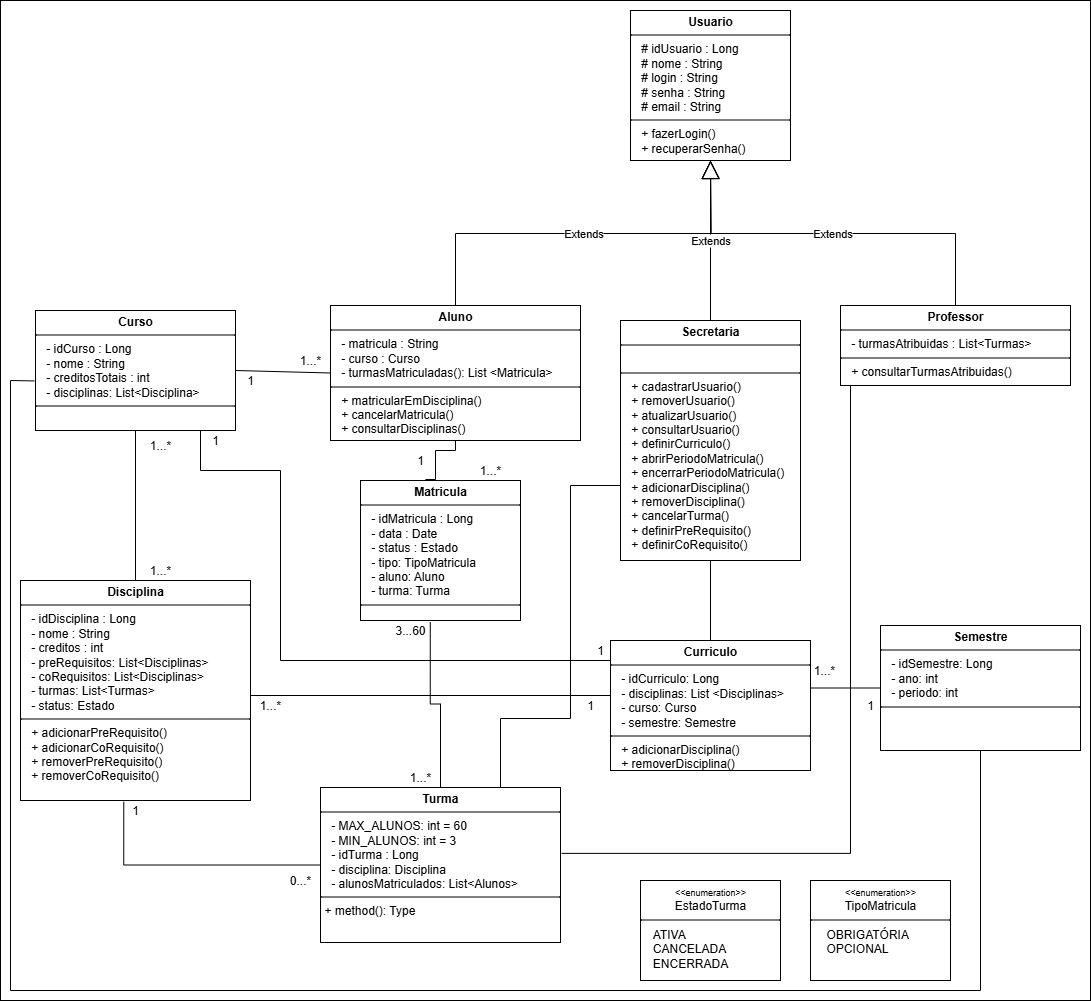 Usuario
# idUsuario : Long
# nome : String
# login : String
# senha : String
# email : String
+ fazerLogin()
+ recuperarSenha()
Extends
Extends
Extends
Curso
- idCurso : Long
- nome : String
- creditosTotais : int
- disciplinas: List<Disciplina>
1...*
1
Aluno
- matricula : String
- curso : Curso
- turmasMatriculadas(): List <Matricula>
+ matricularEmDisciplina()
+ cancelarMatricula()
+ consultarDisciplinas()
Secretaria
+ cadastrarUsuario()
+ removerUsuario()
+ atualizarUsuario()
+ consultarUsuario()
+ definirCurriculo()
+ abrirPeriodoMatricula()
+ encerrarPeriodoMatricula()
+ adicionarDisciplina()
+ removerDisciplina()
+ cancelarTurma()
+ definirPreRequisito()
+ definirCoRequisito()
Professor
- turmasAtribuidas : List<Turmas>
+ consultarTurmasAtribuidas()
1...*
1
1
1...*
Matricula
- idMatricula : Long
- data : Date
- status : Estado
- tipo: TipoMatricula
- aluno: Aluno
- turma: Turma
3...60
1...*
Disciplina
- idDisciplina : Long
- nome : String
- creditos : int
- preRequisitos: List<Disciplinas>
- coRequisitos: List<Disciplinas>
- turmas: List<Turmas>
- status: Estado
+ adicionarPreRequisito()
+ adicionarCoRequisito()
+ removerPreRequisito()
+ removerCoRequisito()
1...*
1
1
Curriculo
- idCurriculo: Long
- disciplinas: List <Disciplinas>
- curso: Curso
- semestre: Semestre
+ adicionarDisciplina()
+ removerDisciplina()
1...*
1
Semestre
- idSemestre: Long
- ano: int
- periodo: int
1
0...*
1...*
Turma
- MAX_ALUNOS: int = 60
- MIN_ALUNOS: int = 3
- idTurma : Long
- disciplina: Disciplina
- alunosMatriculados: List<Alunos>
+ method(): Type
<<enumeration>>
EstadoTurma
ATIVA
CANCELADA
ENCERRADA
<<enumeration>>
TipoMatricula
OBRIGATÓRIA
OPCIONAL